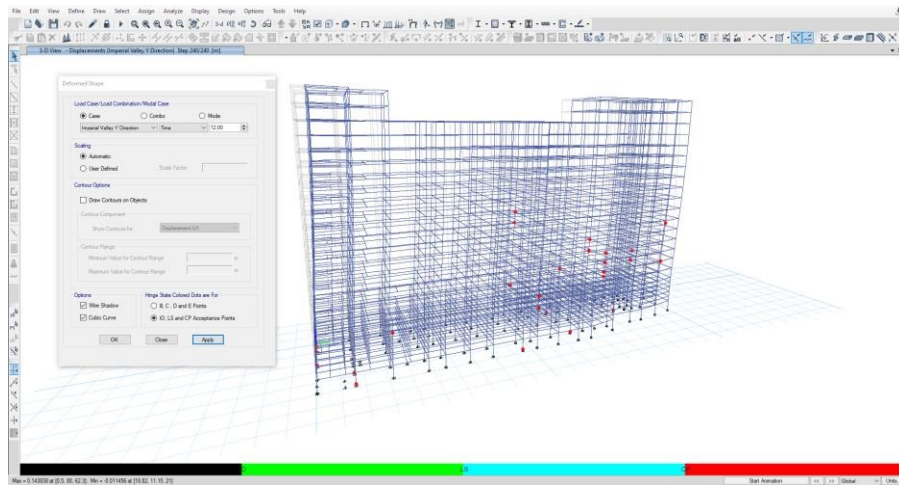 File Edit View Define Draw Select Assign Analyze Display Design Options Tools Help
3-D View - Displacements (Imperial Valley Y Direction) Step 240/240 [m]
Deformed Shape
Load Case/Load Combination/Modal Case
Case Combo Mode
Imperial Valley Y Direction Time 12.00
Scaling
Automatic
User Defined Scale Factor
Contour Options
Draw Contours on Objects
Contour Component
Show Contours for
Contour Range
Minimum Value for Contour Range m
Maximum Value for Contour Range m
Options Hinge State Colored Dots are For
Wire Shadow B, C, D and E Points
Cubic Curve IO, LS and CP Acceptance Points
OK Close Apply
LS
Start Animation << >> Global Units...